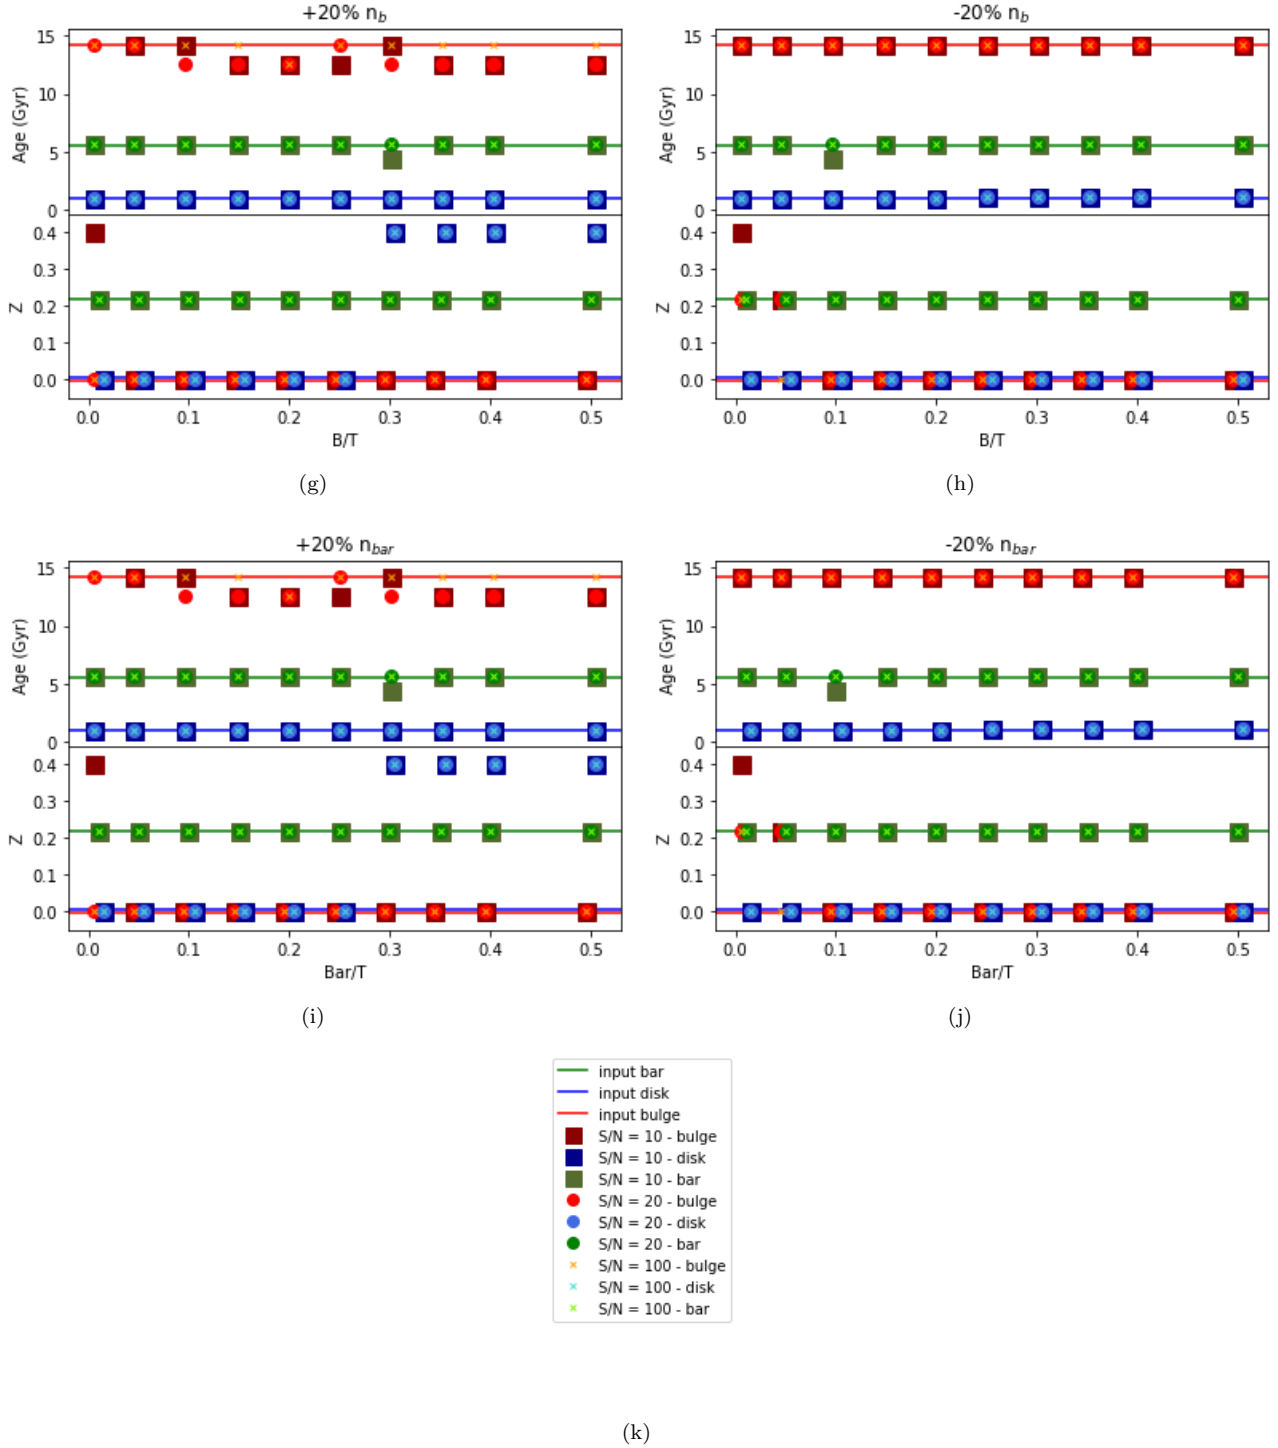 +20% n_b
-20% n_b
15
10
5
0
Age (Gyr)
0.4
0.3
0.2
0.1
0.0
Z
0.0 0.1 0.2 0.3 0.4 0.5
B/T
15
10
5
0
Age (Gyr)
0.4
0.3
0.2
0.1
0.0
Z
0.0 0.1 0.2 0.3 0.4 0.5
B/T
(g)
(h)
+20% n_bar
-20% n_bar
15
10
5
0
Age (Gyr)
0.4
0.3
0.2
0.1
0.0
Z
0.0 0.1 0.2 0.3 0.4 0.5
Bar/T
15
10
5
0
Age (Gyr)
0.4
0.3
0.2
0.1
0.0
Z
0.0 0.1 0.2 0.3 0.4 0.5
Bar/T
(i)
(j)
input bar
input disk
input bulge
S/N = 10 - bulge
S/N = 10 - disk
S/N = 10 - bar
S/N = 20 - bulge
S/N = 20 - disk
S/N = 20 - bar
S/N = 100 - bulge
S/N = 100 - disk
S/N = 100 - bar
(k)